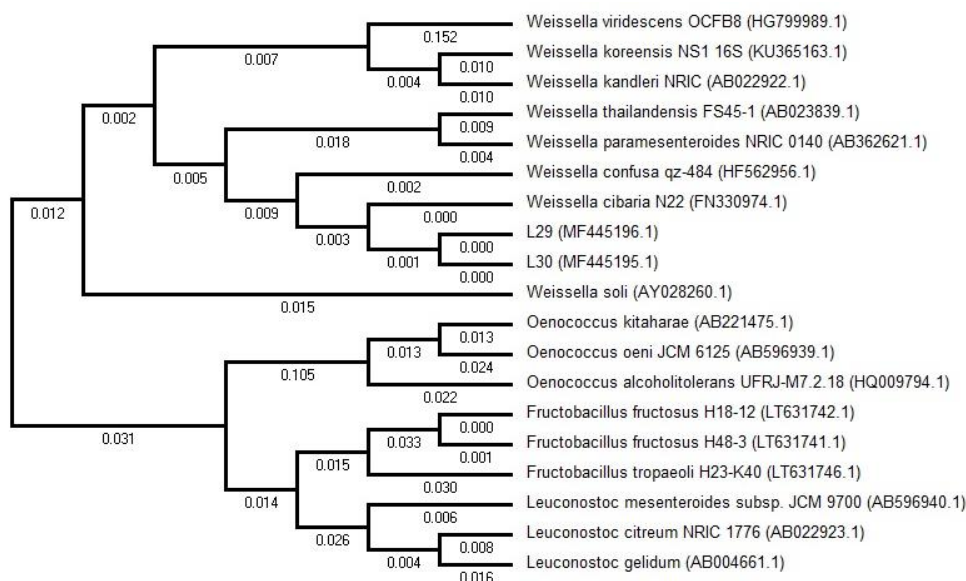 Weissella viridescens OCFB8 (HG799989.1)
0.152
0.007
Weissella koreensis NS1 16S (KU365163.1)
0.010
0.004
Weissella kandleri NRIC (AB022922.1)
0.010
0.002
Weissella thailandensis FS45-1 (AB023839.1)
0.009
0.018
Weissella paramesenteroides NRIC 0140 (AB362621.1)
0.004
0.005
Weissella confusa qz-484 (HF562956.1)
0.002
0.009
Weissella cibaria N22 (FN330974.1)
0.000
0.012
0.003
L29 (MF445196.1)
0.000
0.001
L30 (MF445195.1)
0.000
Weissella soli (AY028260.1)
0.015
Oenococcus kitaharae (AB221475.1)
0.013
0.013
Oenococcus oeni JCM 6125 (AB596939.1)
0.024
0.105
Oenococcus alcoholitolerans UFRJ-M7.2.18 (HQ009794.1)
0.022
0.031
Fructobacillus fructosus H18-12 (LT631742.1)
0.000
0.033
Fructobacillus fructosus H48-3 (LT631741.1)
0.001
0.015
Fructobacillus tropaeoli H23-K40 (LT631746.1)
0.030
0.014
Leuconostoc mesenteroides subsp. JCM 9700 (AB596940.1)
0.006
0.026
Leuconostoc citreum NRIC 1776 (AB022923.1)
0.008
0.004
Leuconostoc gelidum (AB004661.1)
0.016